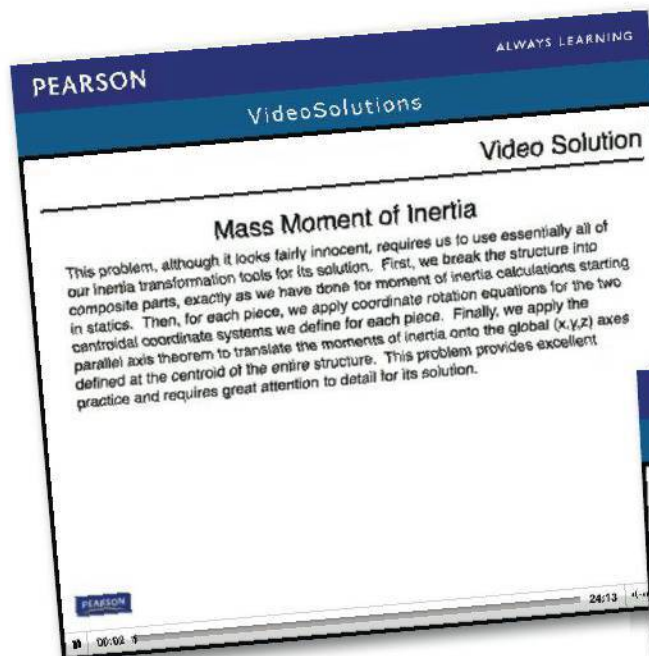 PEARSON
ALWAYS LEARNING
VideoSolutions
Video Solution
Mass Moment of Inertia
This problem, although it looks fairly innocent, requires us to use essentially all of
our inertia transformation tools for its solution. First, we break the structure into
composite parts, exactly as we have done for moment of inertia calculations starting
in statics. Then, for each piece, we apply coordinate rotation equations for the two
centroidal coordinate systems we define for each piece. Finally, we apply the
parallel axis theorem to translate the moments of inertia onto the global (x,y,z) axes
defined at the centroid of the entire structure. This problem provides excellent
practice and requires great attention to detail for its solution.
PEARSON
00:02
24:13